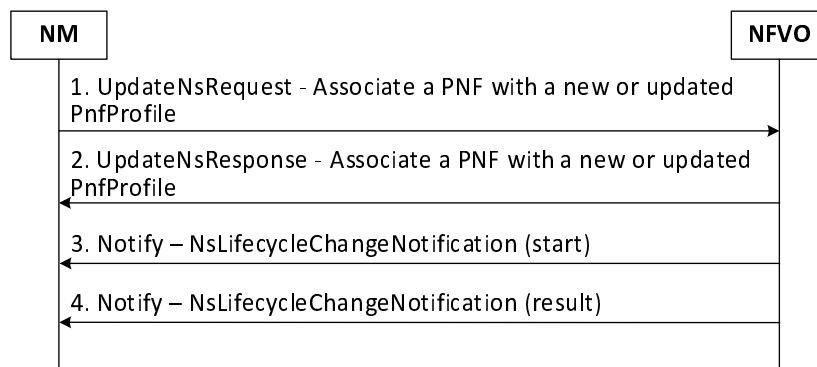 NM
NFVO
1. UpdateNsRequest - Associate a PNF with a new or updated
PnfProfile
2. UpdateNsResponse - Associate a PNF with a new or updated
PnfProfile
3. Notify – NsLifecycleChangeNotification (start)
4. Notify – NsLifecycleChangeNotification (result)